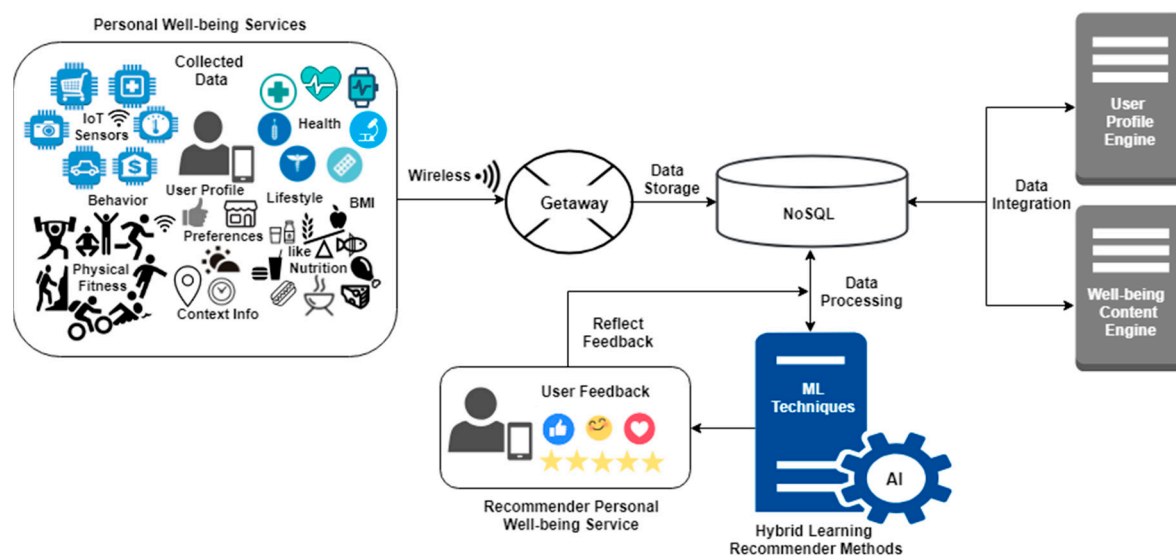 Personal Well-being Services
Collected
Data
IoT
Sensors
Health
User Profile
Behavior
Lifestyle
BMI
Preferences
like
Nutrition
Physical
Fitness
Context Info
Wireless
Getaway
Data
Storage
NoSQL
Data
Integration
User
Profile
Engine
Well-being
Content
Engine
Data
Processing
Reflect
Feedback
User Feedback
ML
Techniques
AI
Recommender Personal
Well-being Service
Hybrid Learning
Recommender Methods